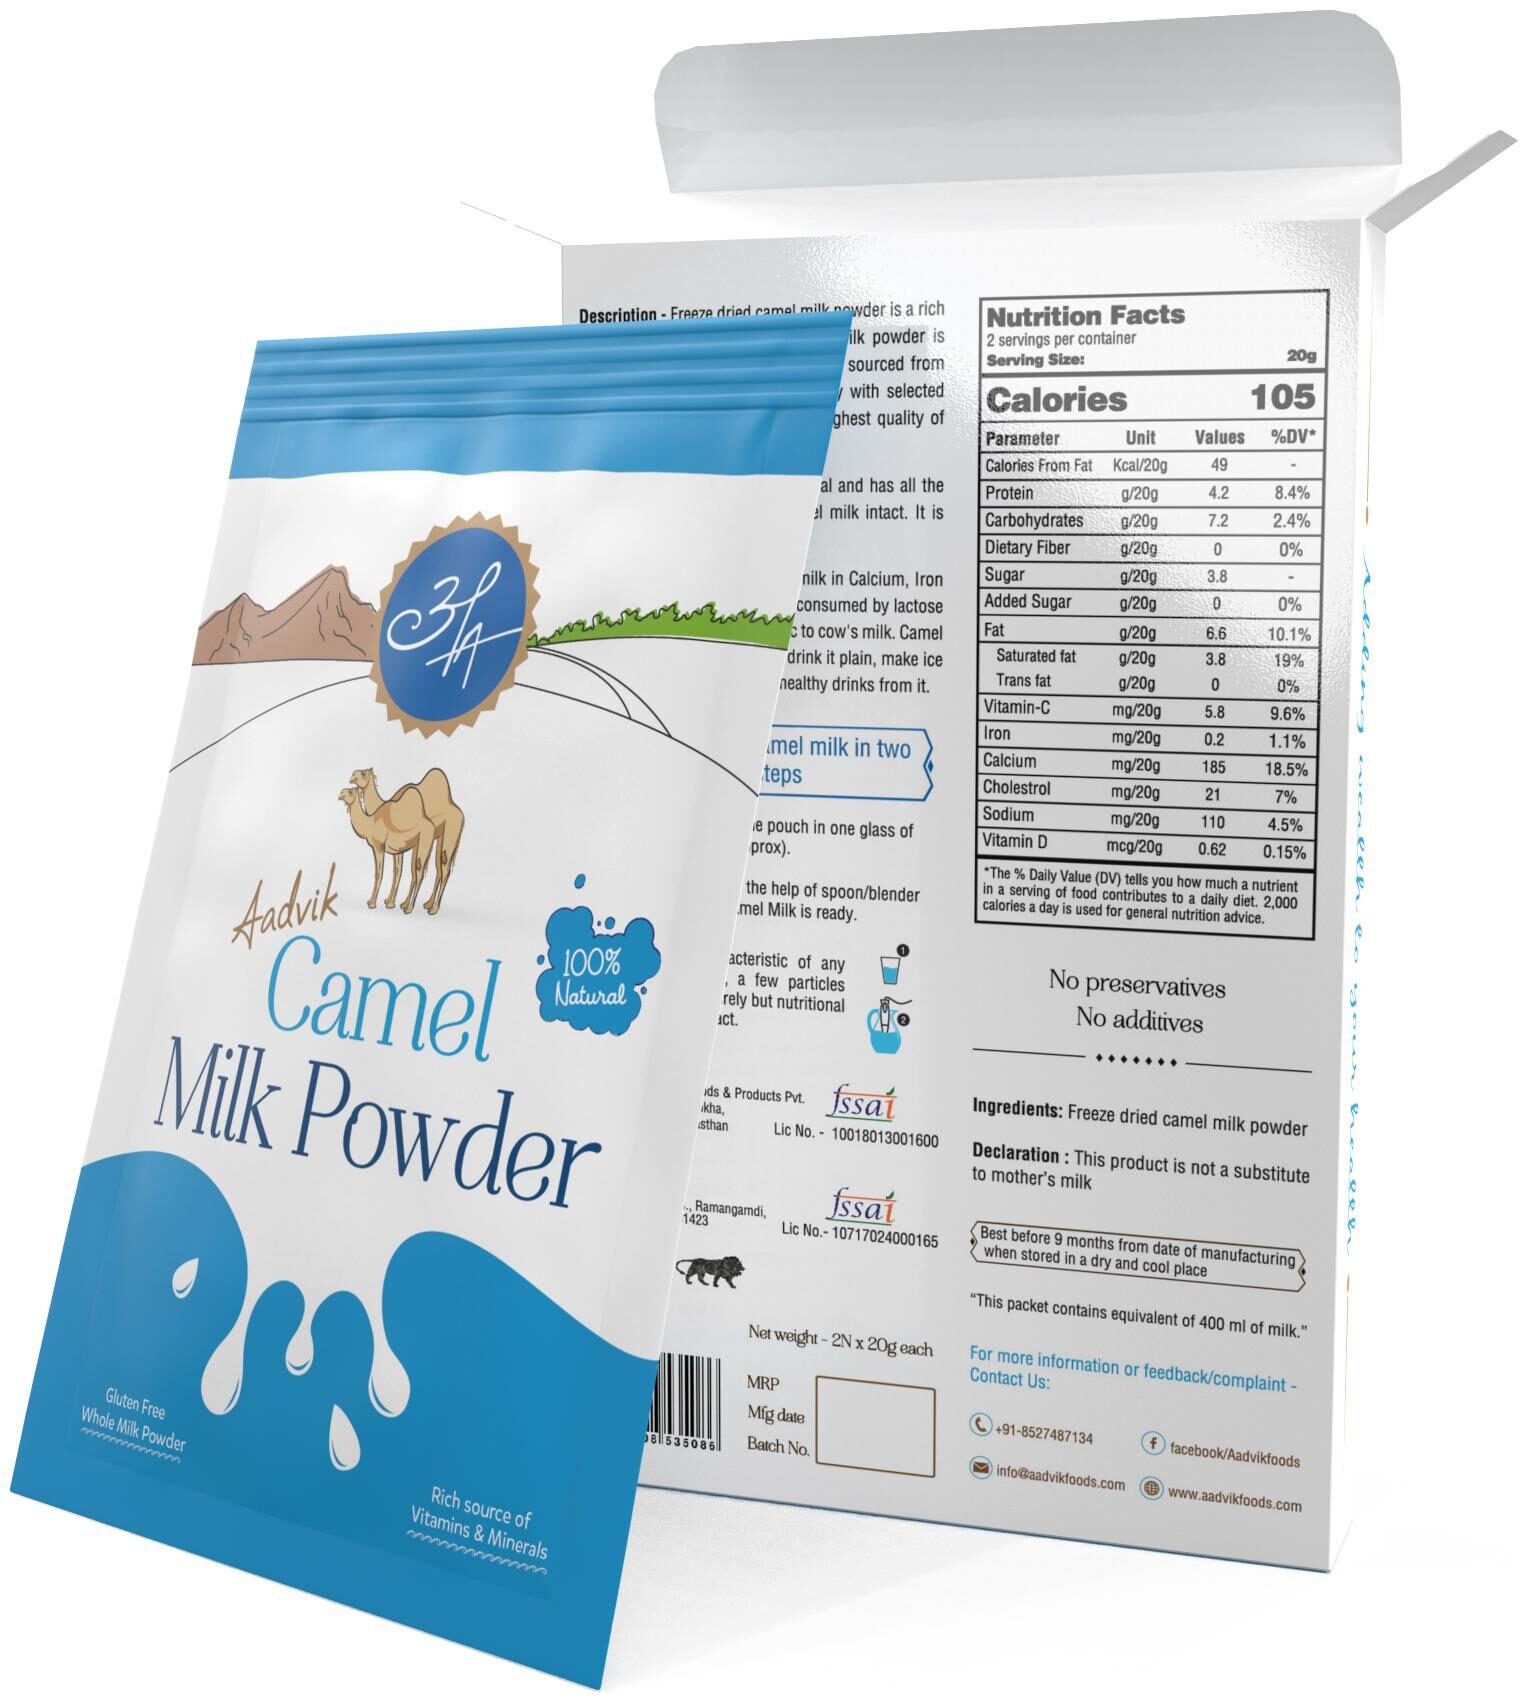 Description - Freeze dried camel milk powder is a rich
ilk powder is
sourced from
with selected
ghest quality of
al and has all the
el milk intact. It is
milk in Calcium, Iron
consumed by lactose
c to cow's milk. Camel
drink it plain, make ice
healthy drinks from it.
mel milk in two
teps
e pouch in one glass of
prox).
the help of spoon/blender
mel Milk is ready.
acteristic of any
, a few particles
rely but nutritional
act.
1
2
ods & Products Pvt.
kha,
sthan
fssai
Lic No. - 10018013001600
., Ramangamdi,
1423
fssai
Lic No.- 10717024000165
Net weight - 2N x 20g each
MRP
Mfg date
Batch No.
8 535086
Nutrition Facts
2 servings per container
Serving Size: 20g
Calories 105
Parameter Unit Values %DV*
Calories From Fat Kcal/20g 49 -
Protein g/20g 4.2 8.4%
Carbohydrates g/20g 7.2 2.4%
Dietary Fiber g/20g 0 0%
Sugar g/20g 3.8 -
Added Sugar g/20g 0 0%
Fat g/20g 6.6 10.1%
Saturated fat g/20g 3.8 19%
Trans fat g/20g 0 0%
Vitamin-C mg/20g 5.8 9.6%
Iron mg/20g 0.2 1.1%
Calcium mg/20g 185 18.5%
Cholestrol mg/20g 21 7%
Sodium mg/20g 110 4.5%
Vitamin D mcg/20g 0.62 0.15%
*The % Daily Value (DV) tells you how much a nutrient
in a serving of food contributes to a daily diet. 2,000
calories a day is used for general nutrition advice.
No preservatives
No additives
Ingredients: Freeze dried camel milk powder
Declaration : This product is not a substitute
to mother's milk
Best before 9 months from date of manufacturing
when stored in a dry and cool place
"This packet contains equivalent of 400 ml of milk."
For more information or feedback/complaint -
Contact Us:
+91-8527487134
facebook/Aadvikfoods
info@aadvikfoods.com
www.aadvikfoods.com
Adding wealth to your health
Aadvik
Camel
Milk Powder
100%
Natural
Gluten Free
Whole Milk Powder
Rich source of
Vitamins & Minerals